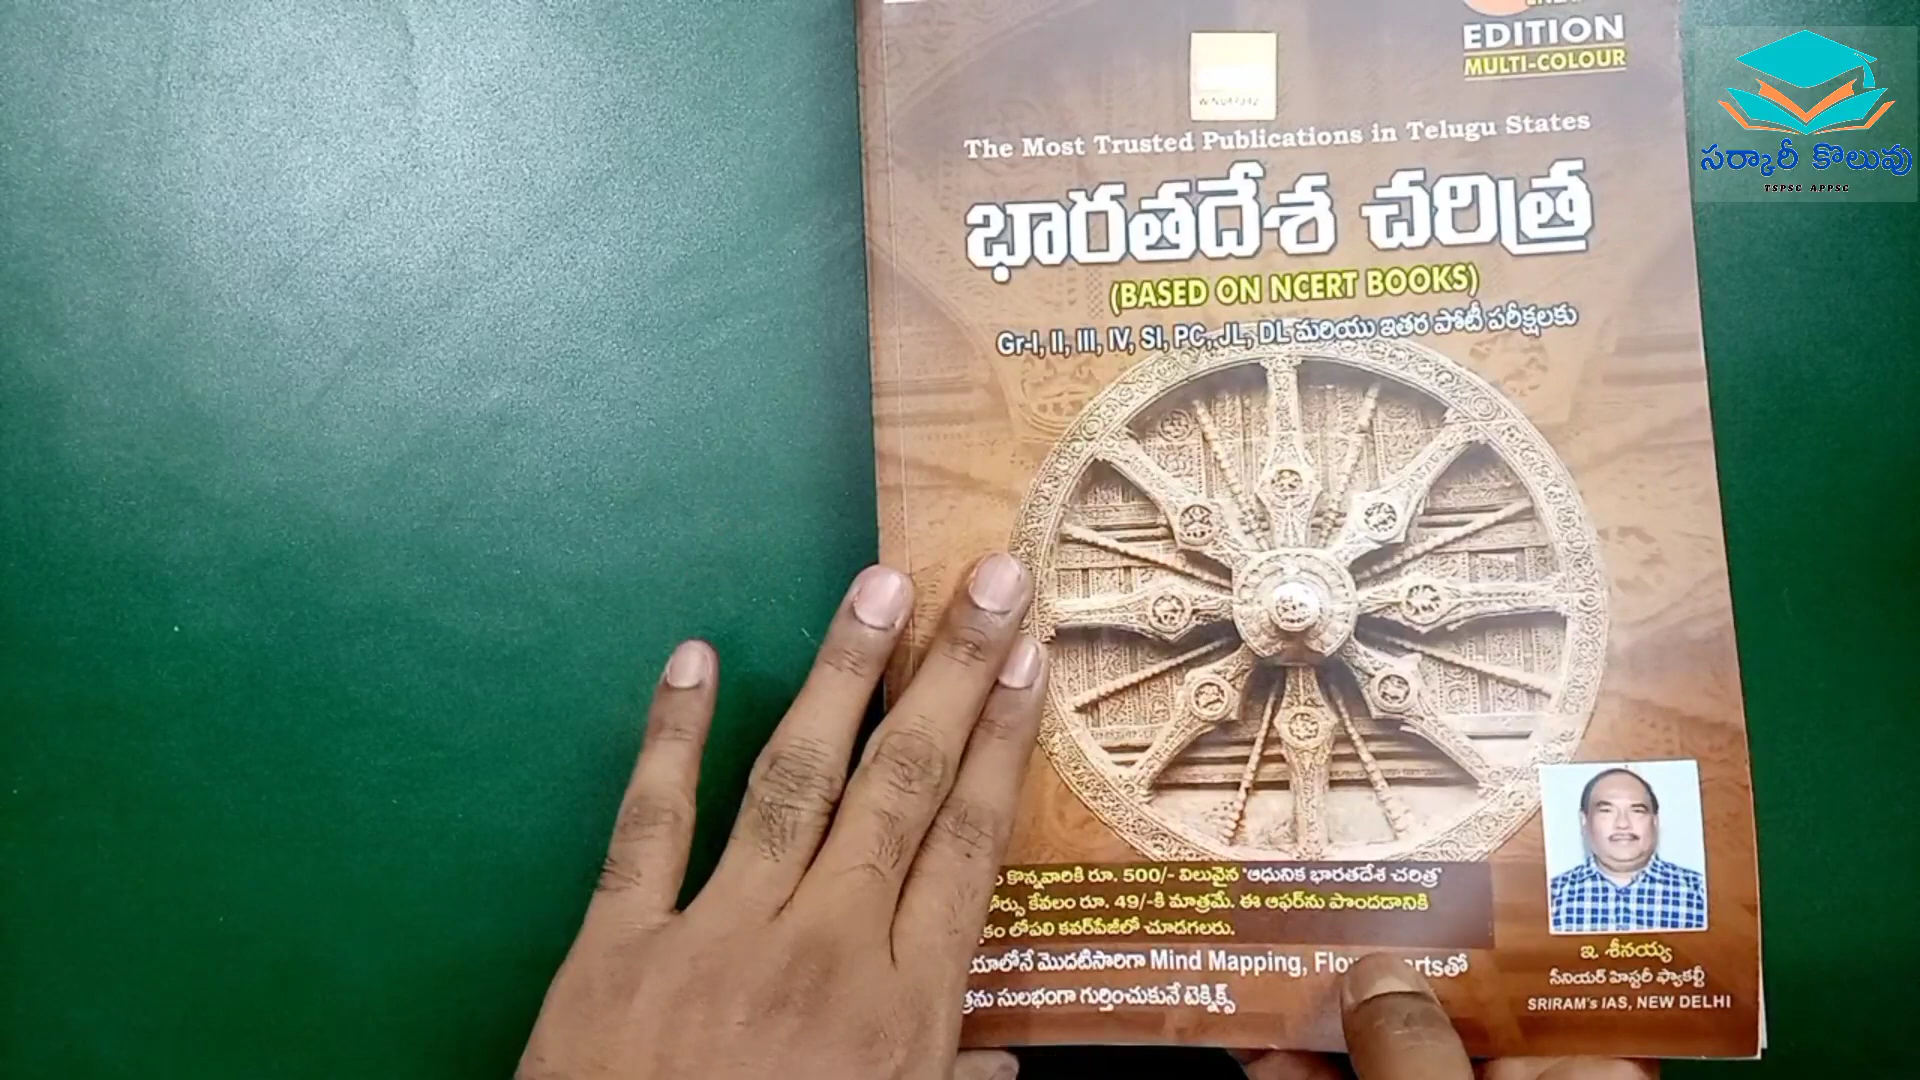 EDITION
MULTI-COLOUR
The Most Trusted Publications in Telugu States
భారతదేశ చరిత్ర
(BASED ON NCERT BOOKS)
Gr-I, II, III, IV, SI, PC, JL, DL మరియు ఇతర పోటీ పరీక్షలకు
కొన్నవారికి రూ. 500/- విలువైన 'ఆధునిక భారతదేశ చరిత్ర'
కేవలం రూ. 49/-కి మాత్రమే. ఈ ఆఫర్‌ను పొందడానికి
లోపలి కవర్‌పేజీలో చూడగలరు.
మొదటిసారిగా Mind Mapping,
సులభంగా గుర్తించుకునే టెక్నిక్స్
ఇ. శీనయ్య
సీనియర్ హిస్టరీ ఫ్యాకల్టీ
SRIRAM's IAS, NEW DELHI
సర్కారీ కొలువు
TSPSC APPSC